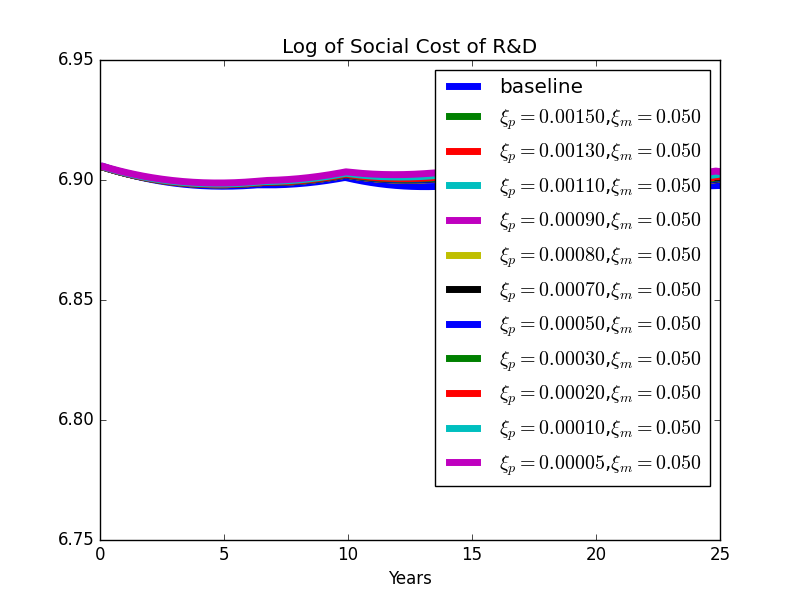 Log of Social Cost of R&D
6.95
6.90
6.85
6.80
6.75
0
5
10
15
20
25
Years
baseline
ξp = 0.00150,ξm = 0.050
ξp = 0.00130,ξm = 0.050
ξp = 0.00110,ξm = 0.050
ξp = 0.00090,ξm = 0.050
ξp = 0.00080,ξm = 0.050
ξp = 0.00070,ξm = 0.050
ξp = 0.00050,ξm = 0.050
ξp = 0.00030,ξm = 0.050
ξp = 0.00020,ξm = 0.050
ξp = 0.00010,ξm = 0.050
ξp = 0.00005,ξm = 0.050